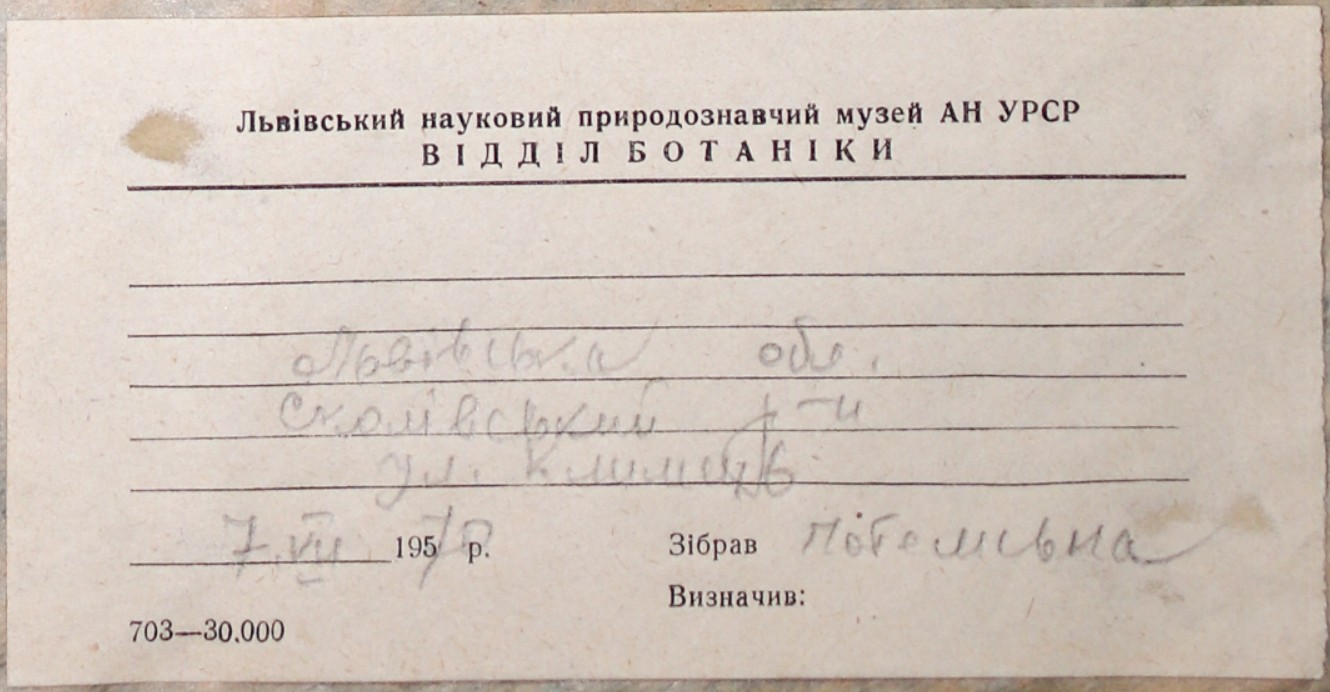 Львівський науковий природознавчий музей АН УРСР
ВІДДІЛ БОТАНІКИ
Львівська обл.
Сколівський р-н
7.VII 195 р. Зібрав
Визначив:
703—30.000